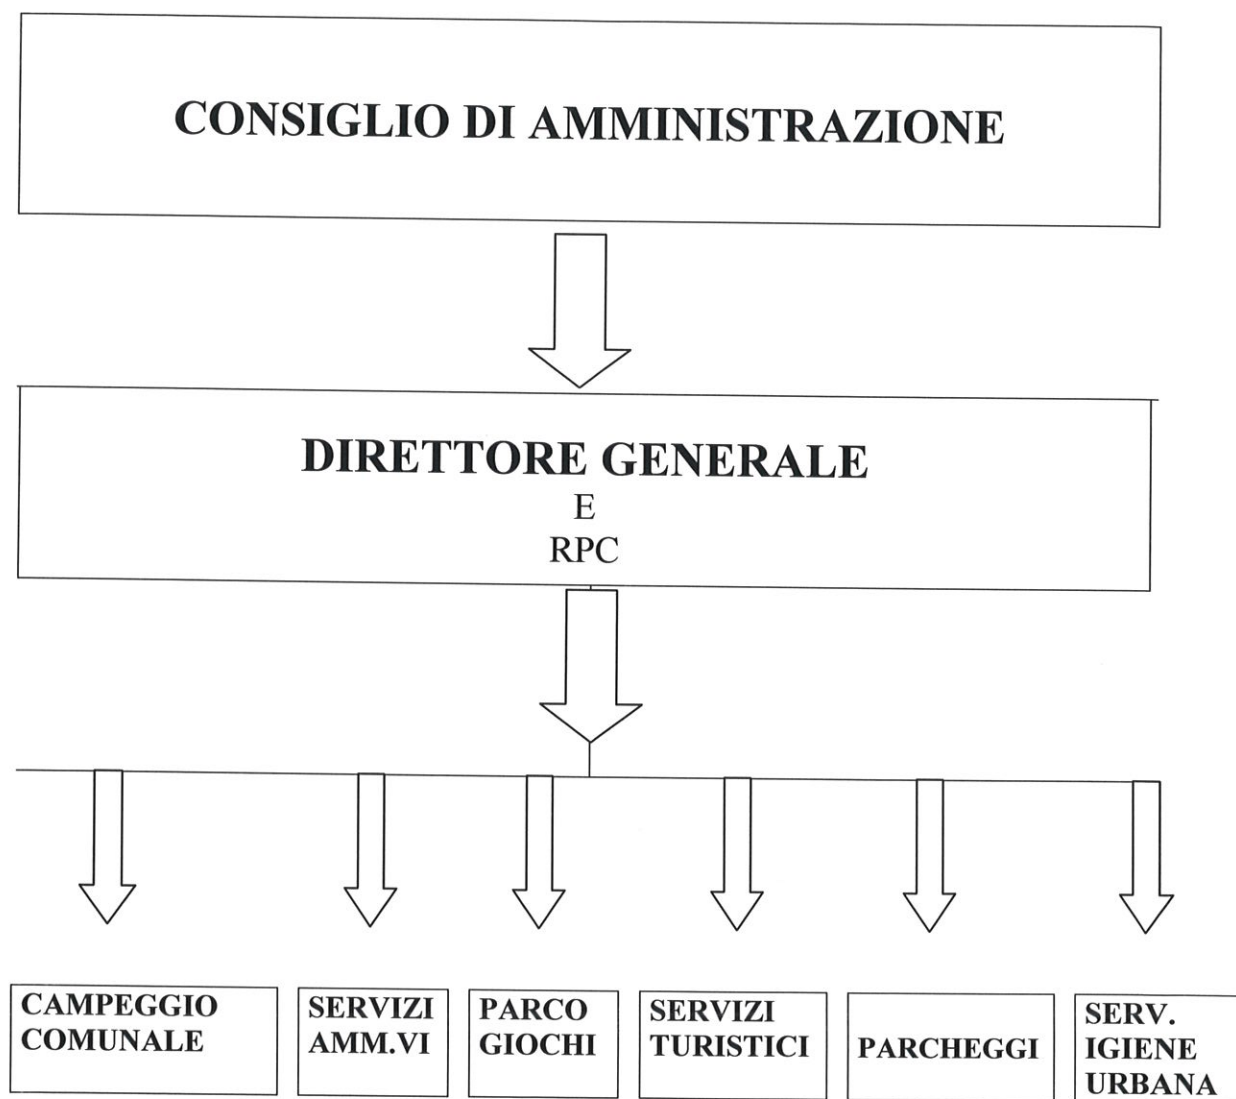 CONSIGLIO DI AMMINISTRAZIONE
DIRETTORE GENERALE
E
RPC
CAMPEGGIO
COMUNALE
SERVIZI
AMM.VI
PARCO
GIOCHI
SERVIZI
TURISTICI
PARCHEGGI
SERV.
IGIENE
URBANA